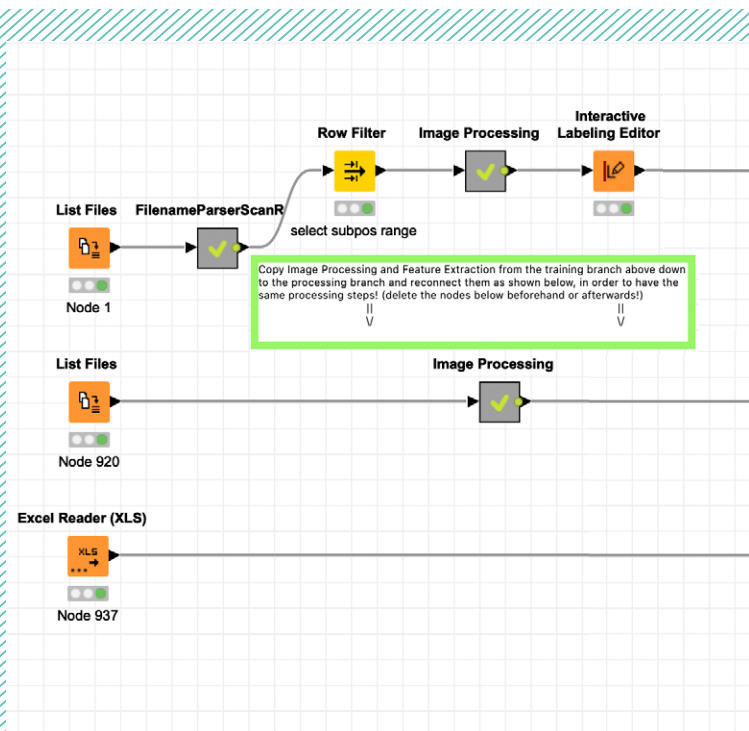 Interactive
Row Filter Image Processing Labeling Editor
List Files FilenameParserScanR
select subpos range
Node 1
Copy Image Processing and Feature Extraction from the training branch above down
to the processing branch and reconnect them as shown below, in order to have the
same processing steps! (delete the nodes below beforehand or afterwards!)
|| ||
V V
List Files Image Processing
Node 920
Excel Reader (XLS)
XLS
Node 937